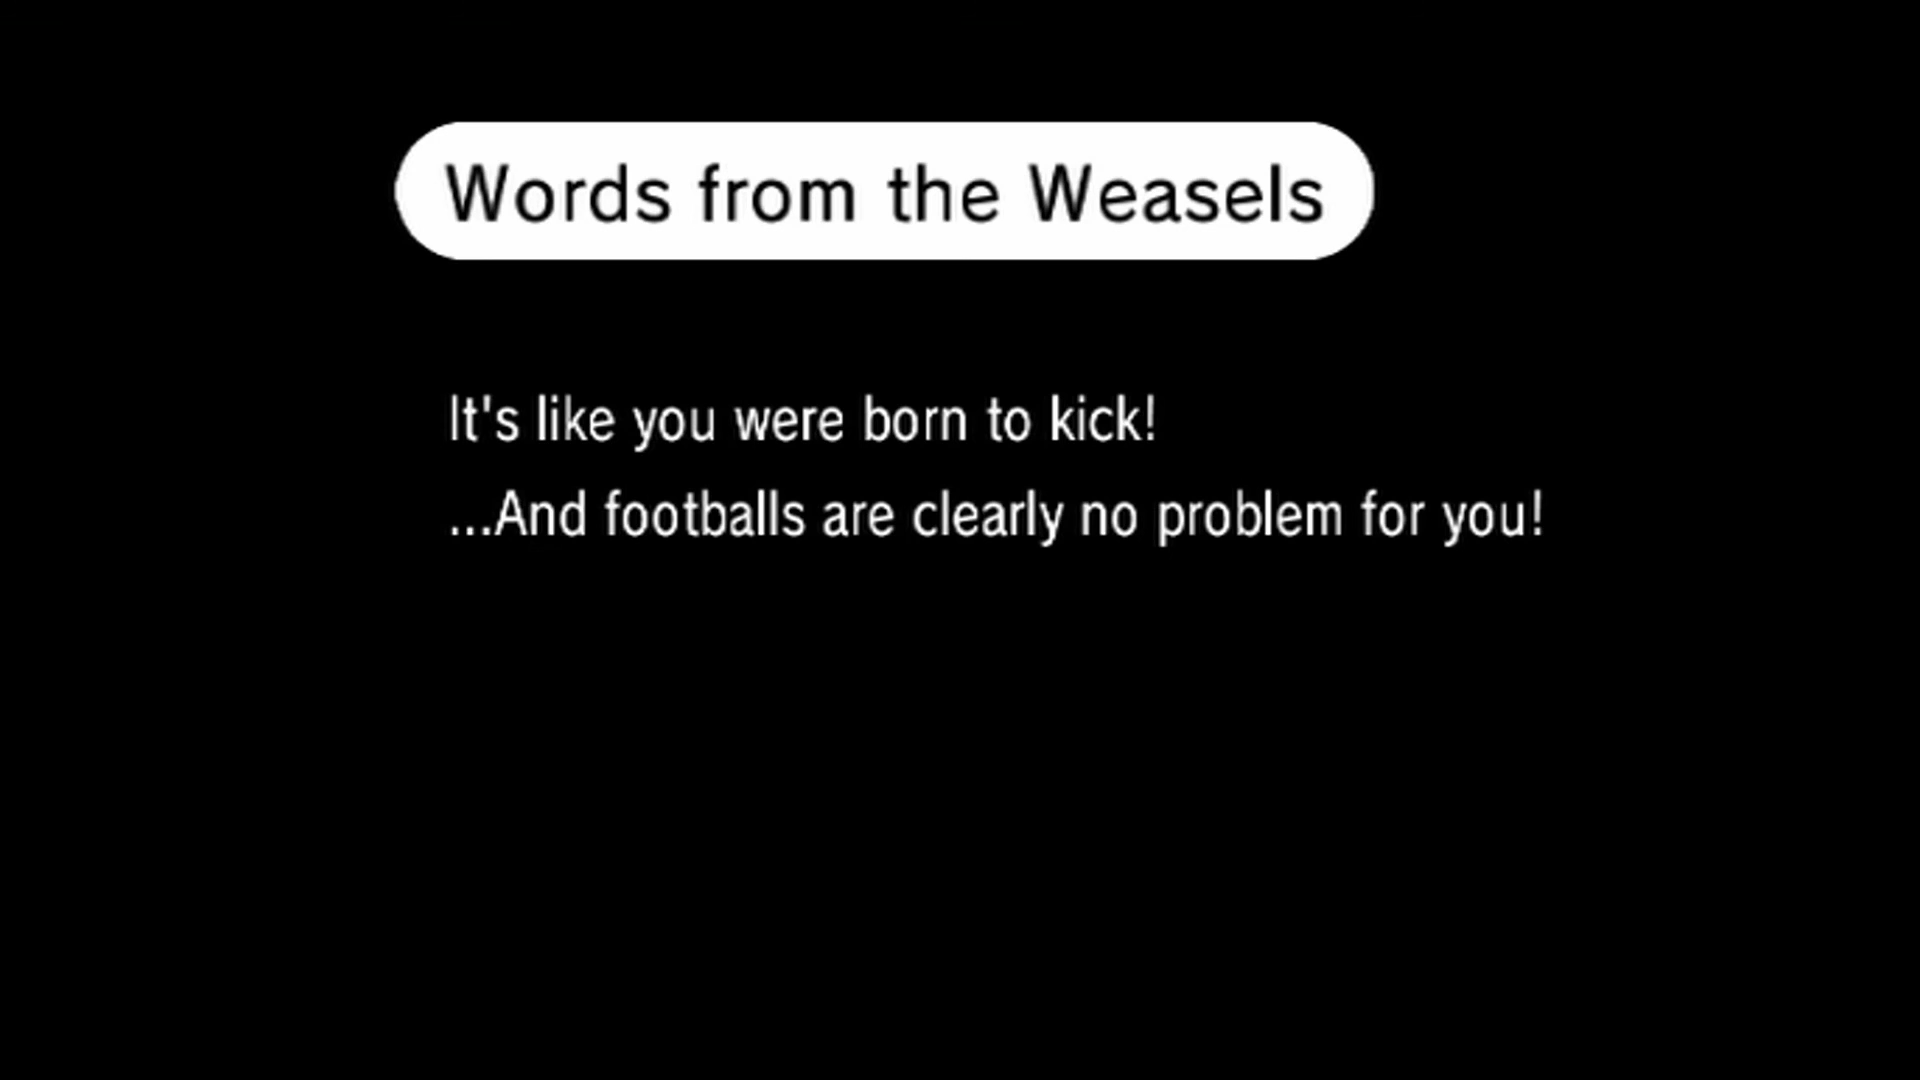 Words from the Weasels
It's like you were born to kick!
...And footballs are clearly no problem for you!